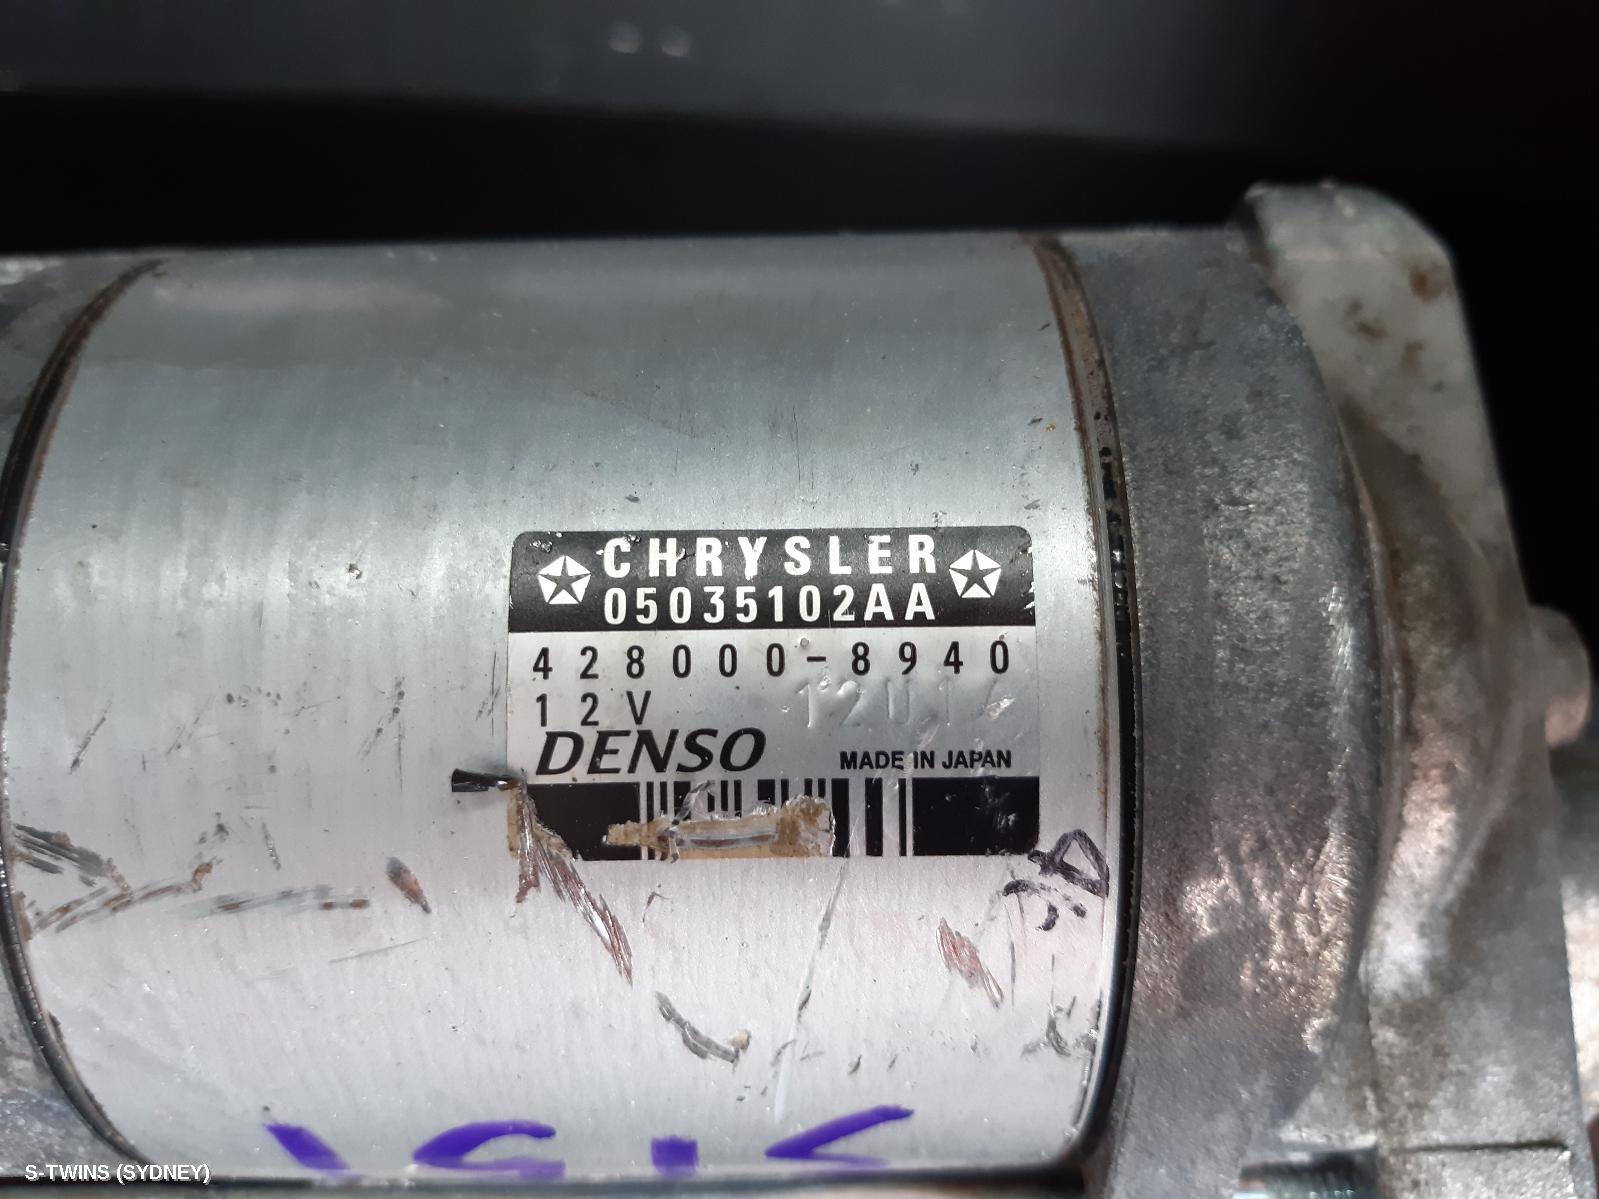 CHRYSLER
05035102AA
428000-8940
12V
DENSO
MADE IN JAPAN
S-TWINS (SYDNEY)